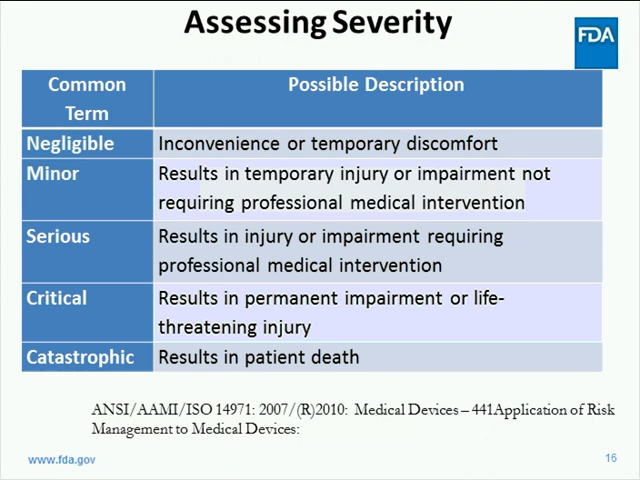 Assessing Severity
FDA
Common
Term
Possible Description
Negligible
Inconvenience or temporary discomfort
Minor
Results in temporary injury or impairment not
requiring professional medical intervention
Serious
Results in injury or impairment requiring
professional medical intervention
Critical
Results in permanent impairment or life-
threatening injury
Catastrophic
Results in patient death
ANSI/AAMI/ISO 14971: 2007/(R)2010: Medical Devices – 441Application of Risk
Management to Medical Devices:
www.fda.gov
16